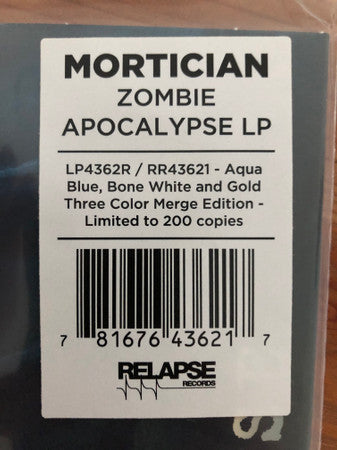 MORTICIAN
ZOMBIE
APOCALYPSE LP
LP4362R / RR43621 - Aqua
Blue, Bone White and Gold
Three Color Merge Edition -
Limited to 200 copies
7 81676 43621 7
RELAPSE
RECORDS